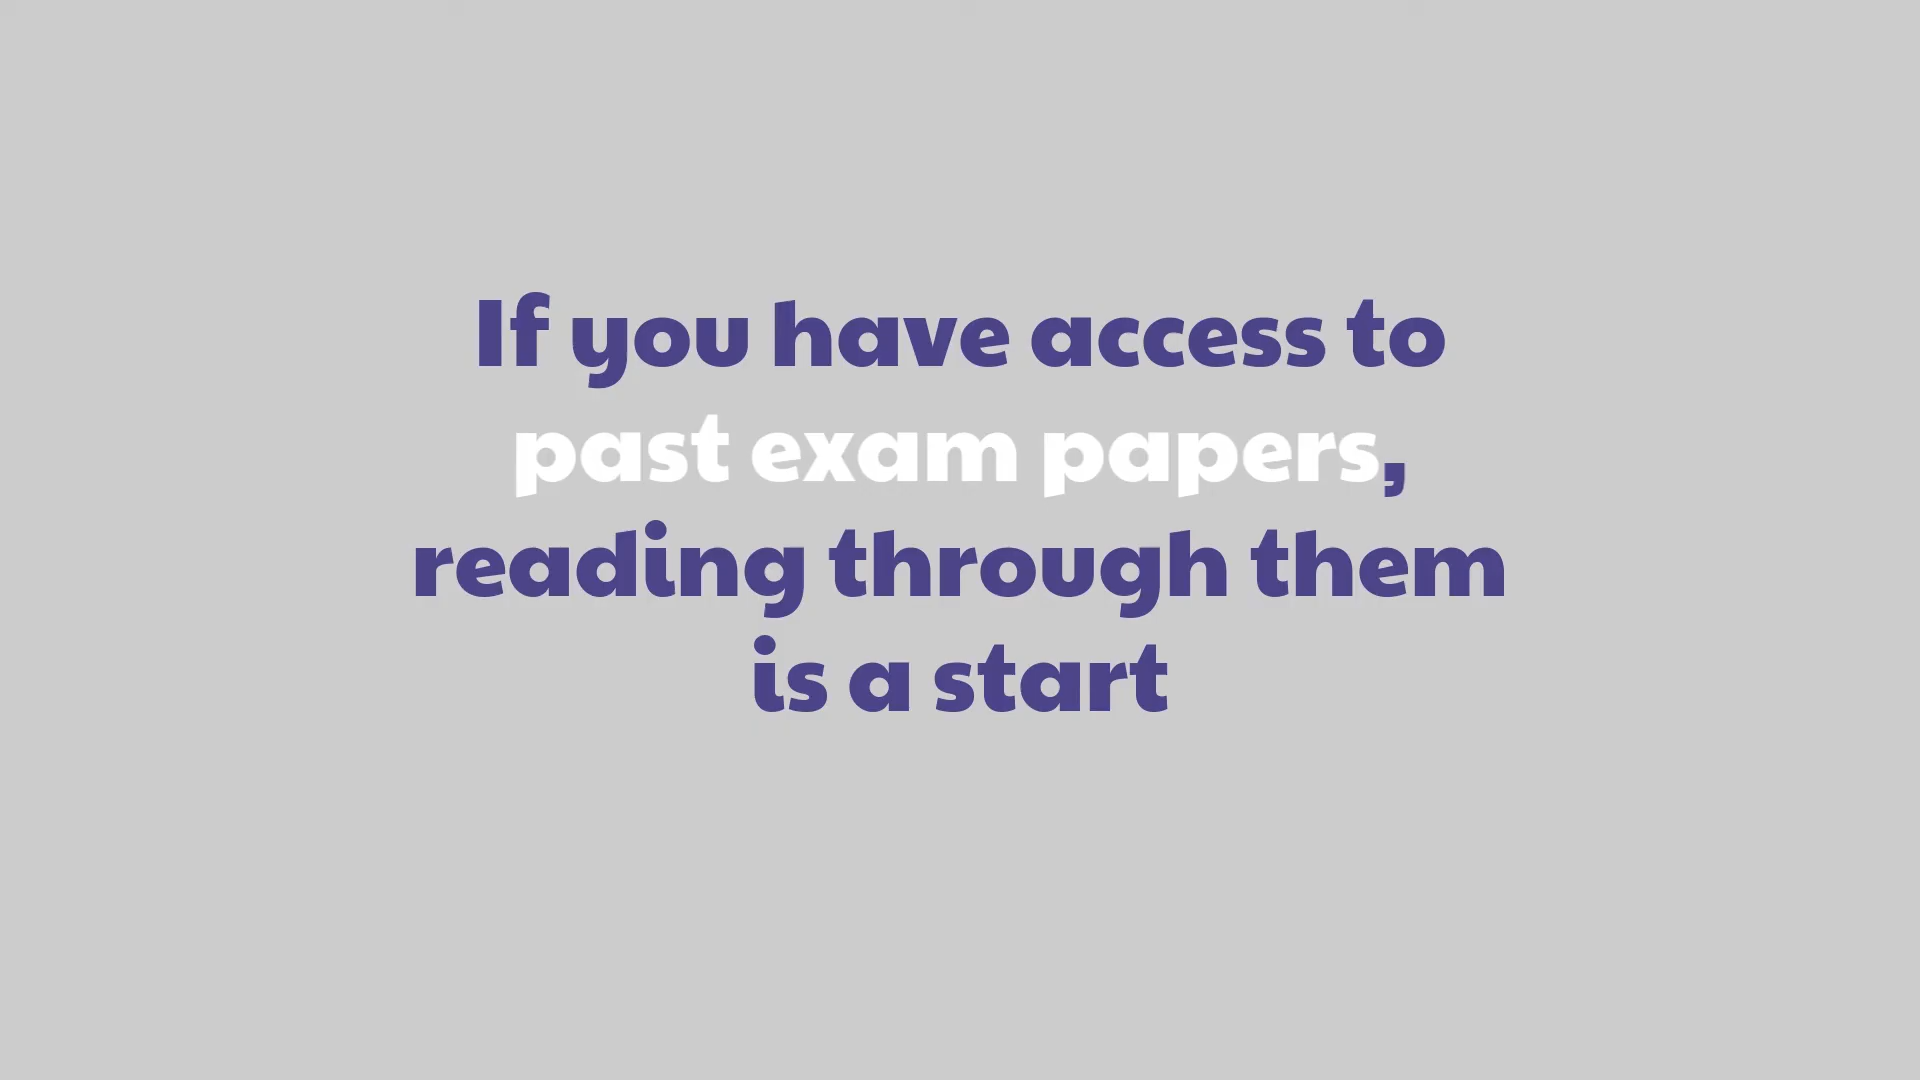 If you have access to
past exam papers,
reading through them
is a start